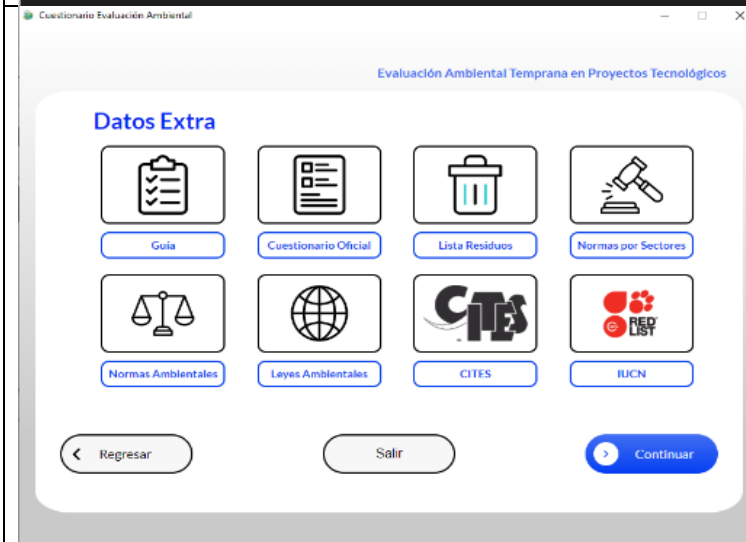 Cuestionario Evaluación Ambiental
Evaluación Ambiental Temprana en Proyectos Tecnológicos
Datos Extra
Guía
Cuestionario Oficial
Lista Residuos
Normas por Sectores
CITES
RED
LIST
Normas Ambientales
Leyes Ambientales
CITES
IUCN
Regresar
Salir
Continuar